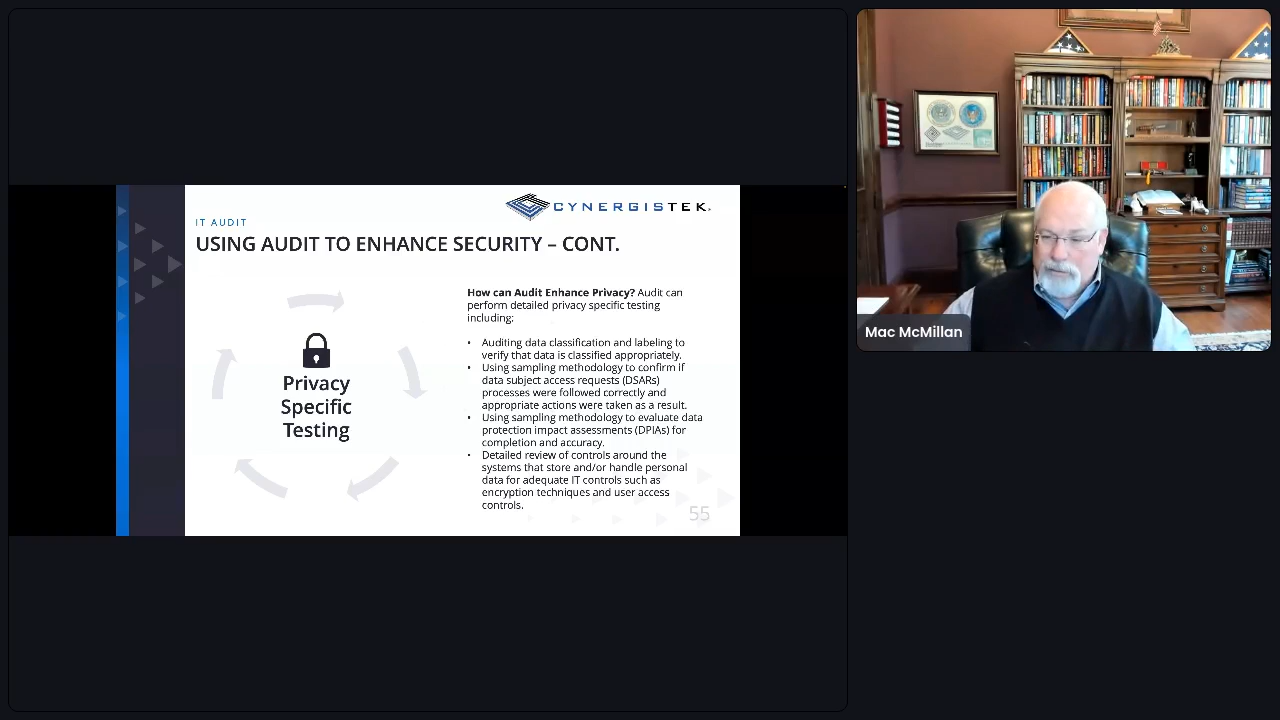 CYNERGISTEK
IT AUDIT
USING AUDIT TO ENHANCE SECURITY – CONT.
Privacy
Specific
Testing
How can Audit Enhance Privacy? Audit can
perform detailed privacy specific testing
including:
• Auditing data classification and labeling to
verify that data is classified appropriately.
• Using sampling methodology to confirm if
data subject access requests (DSARs)
processes were followed correctly and
appropriate actions were taken as a result.
• Using sampling methodology to evaluate data
protection impact assessments (DPIAs) for
completion and accuracy.
• Detailed review of controls around the
systems that store and/or handle personal
data for adequate IT controls such as
encryption techniques and user access
controls.
55
Mac McMillan